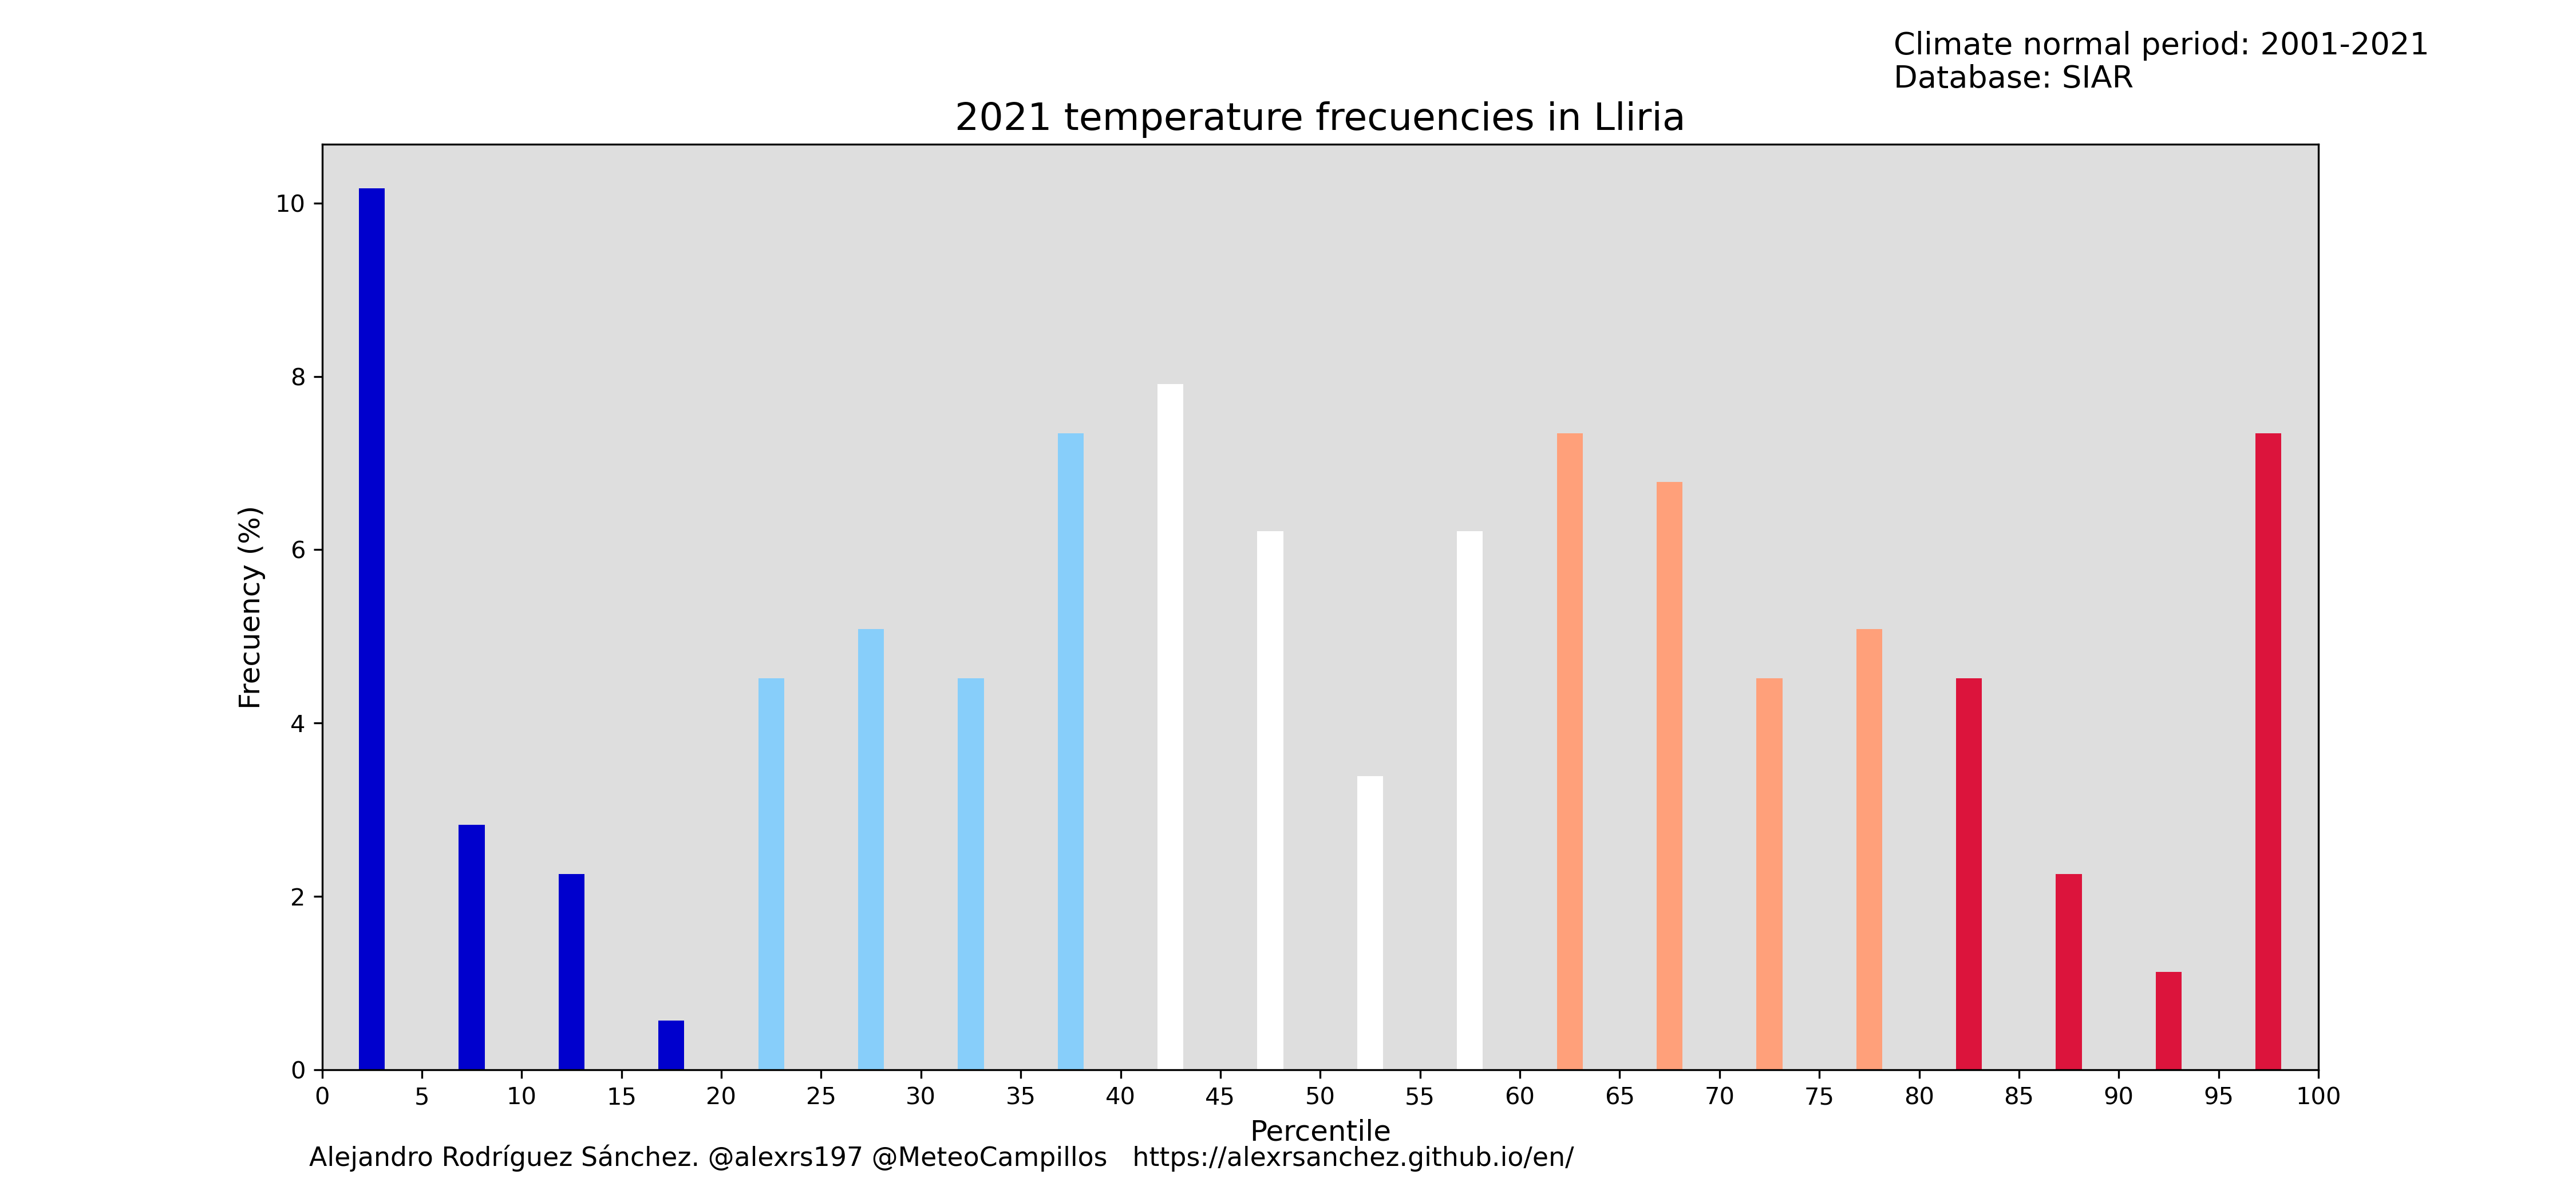 Climate normal period: 2001-2021
Database: SIAR
2021 temperature frecuencies in Lliria
Frecuency (%)
10
8
6
4
2
0
0 5 10 15 20 25 30 35 40 45 50 55 60 65 70 75 80 85 90 95 100
Percentile
Alejandro Rodríguez Sánchez. @alexrs197 @MeteoCampillos https://alexrsanchez.github.io/en/